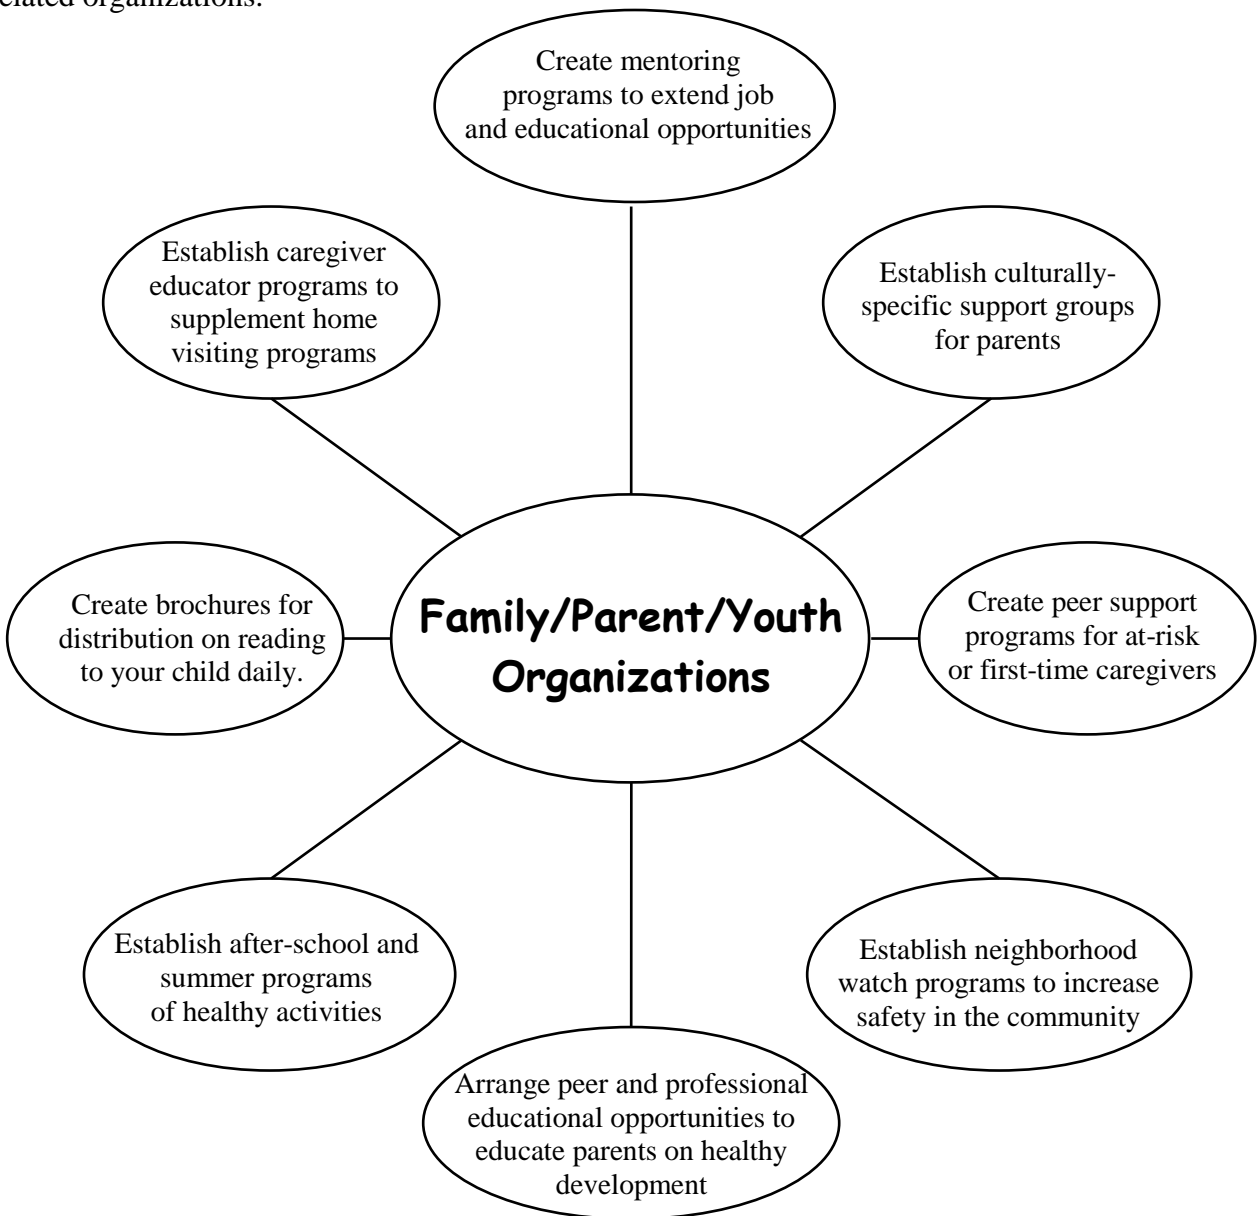 elated organizations.
Create mentoring
programs to extend job
and educational opportunities
Establish caregiver
educator programs to
supplement home
visiting programs
Establish culturally-
specific support groups
for parents
Create brochures for
distribution on reading
to your child daily.
Family/Parent/Youth
Organizations
Create peer support
programs for at-risk
or first-time caregivers
Establish after-school and
summer programs
of healthy activities
Establish neighborhood
watch programs to increase
safety in the community
Arrange peer and professional
educational opportunities to
educate parents on healthy
development